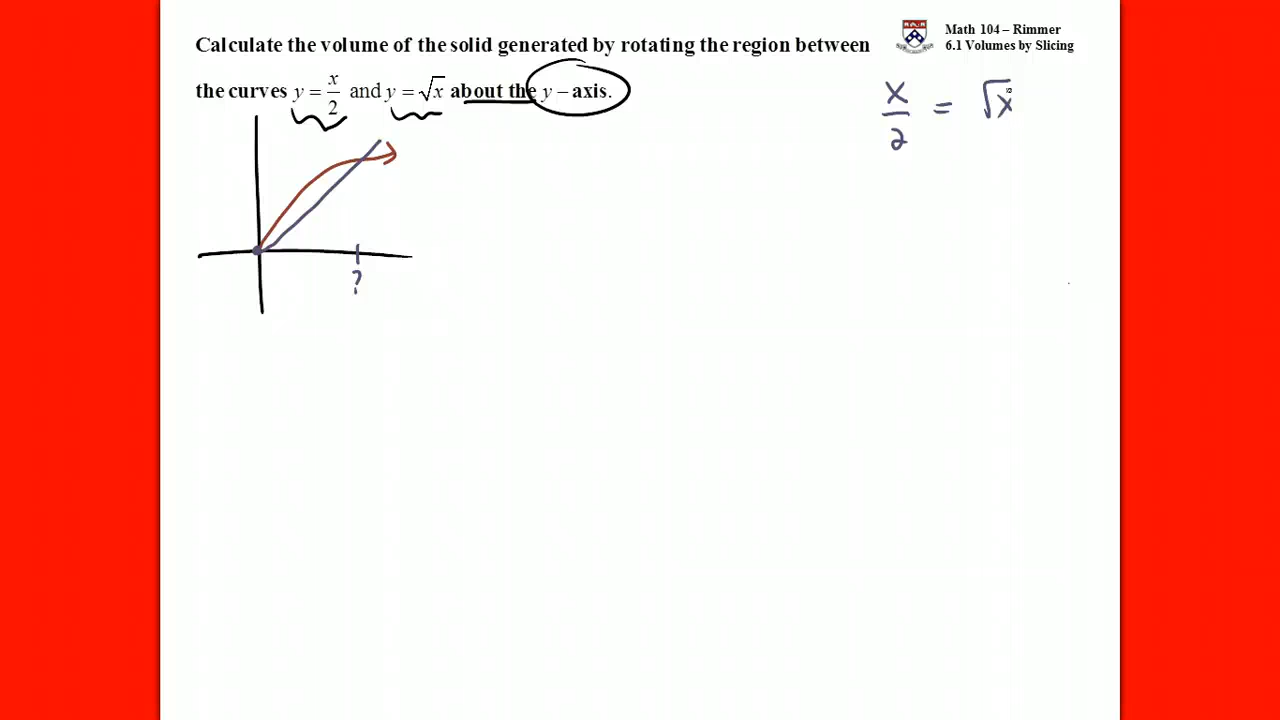 Math 104 – Rimmer
6.1 Volumes by Slicing
Calculate the volume of the solid generated by rotating the region between
the curves y = x/2 and y = √x about the y – axis.
x/2 = √x
?